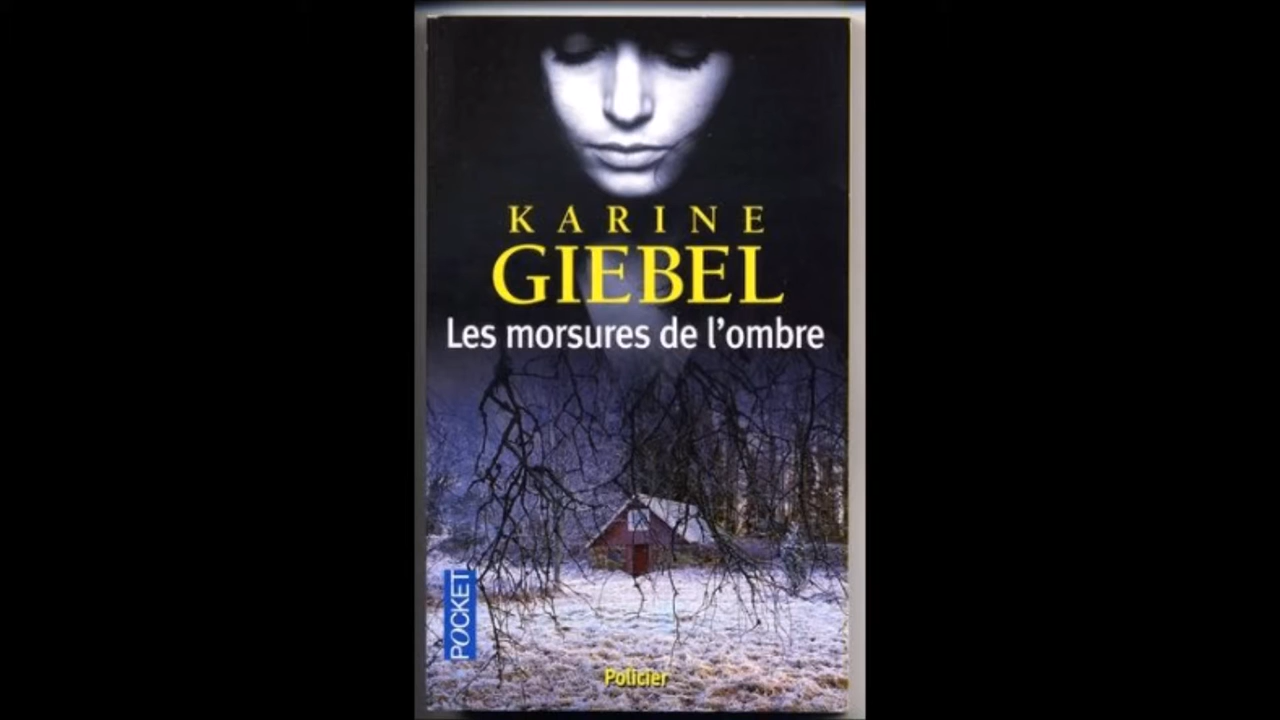 KARINE
GIEBEL
Les morsures de l'ombre
POCKET
Policier